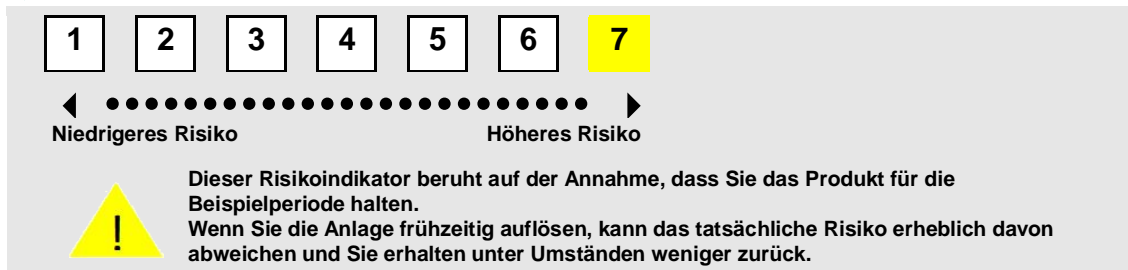 1 2 3 4 5 6 7
Niedrigeres Risiko Höheres Risiko
Dieser Risikoindikator beruht auf der Annahme, dass Sie das Produkt für die
Beispielperiode halten.
Wenn Sie die Anlage frühzeitig auflösen, kann das tatsächliche Risiko erheblich davon
abweichen und Sie erhalten unter Umständen weniger zurück.
!